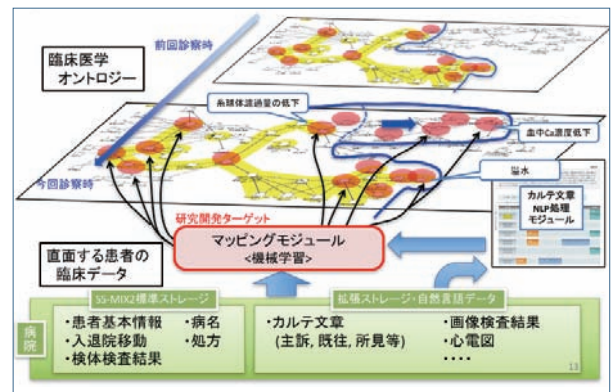 臨床医学
オントロジー
前回診察時
糸球体濾過量の低下
血中Ca濃度低下
溢水
今回診察時
カルテ文章
NLP処理
モジュール
研究開発ターゲット
マッピングモジュール
<機械学習>
直面する患者の
臨床データ
病院
SS-MIX2標準ストレージ
・患者基本情報
・入退院移動
・検体検査結果
・病名
・処方
拡張ストレージ・自然言語データ
・カルテ文章
(主訴, 既往, 所見等)
・画像検査結果
・心電図
・・・・
13